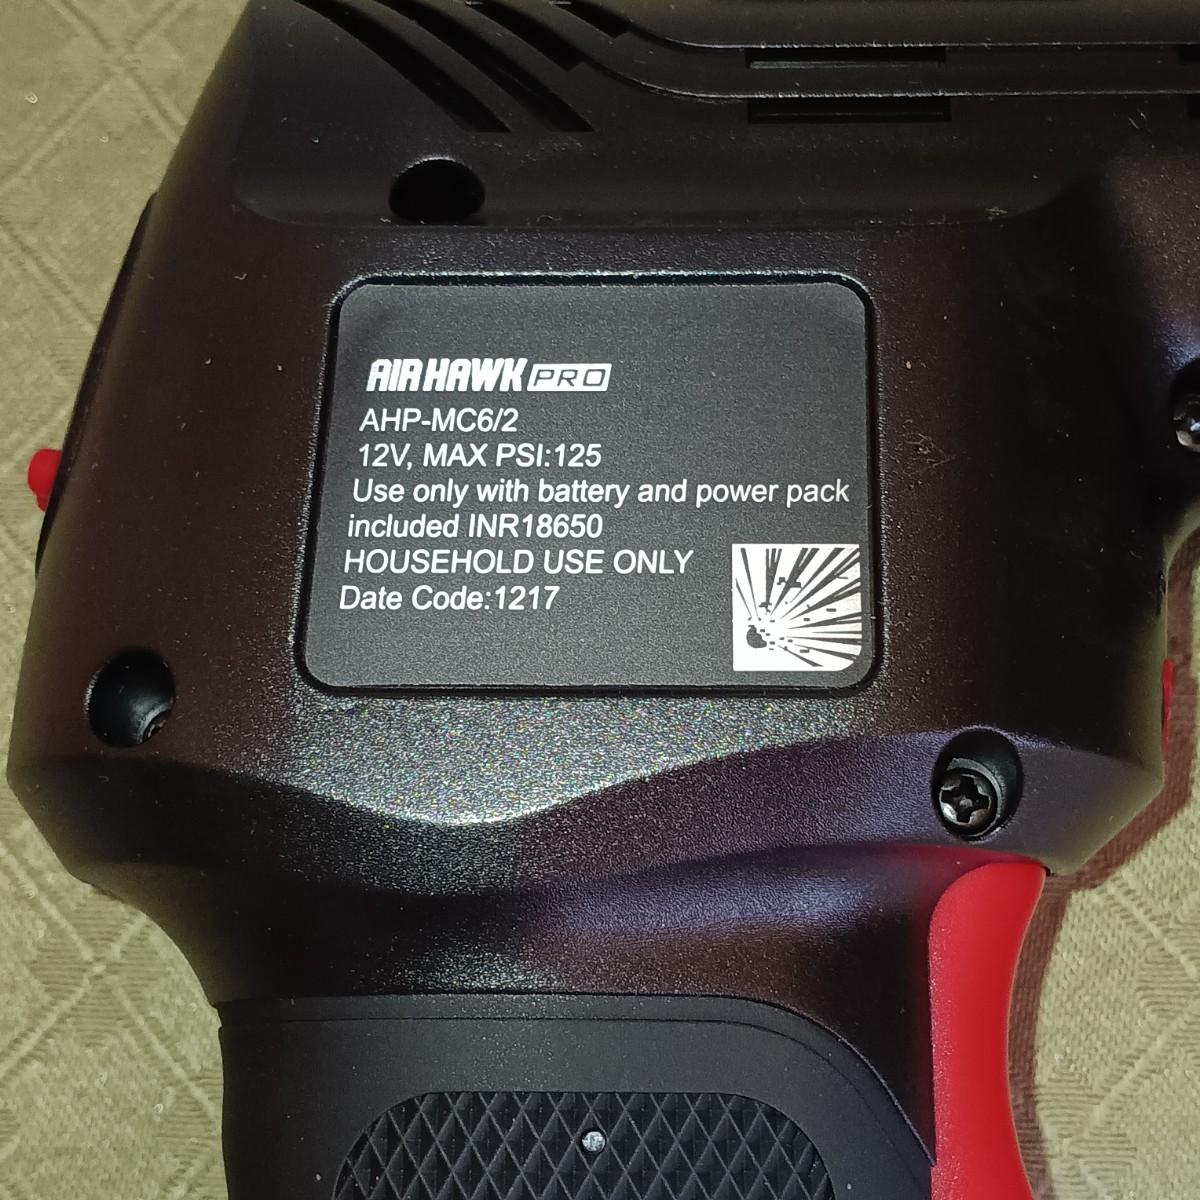 AIR HAWK PRO
AHP-MC6/2
12V, MAX PSI:125
Use only with battery and power pack
included INR18650
HOUSEHOLD USE ONLY
Date Code:1217